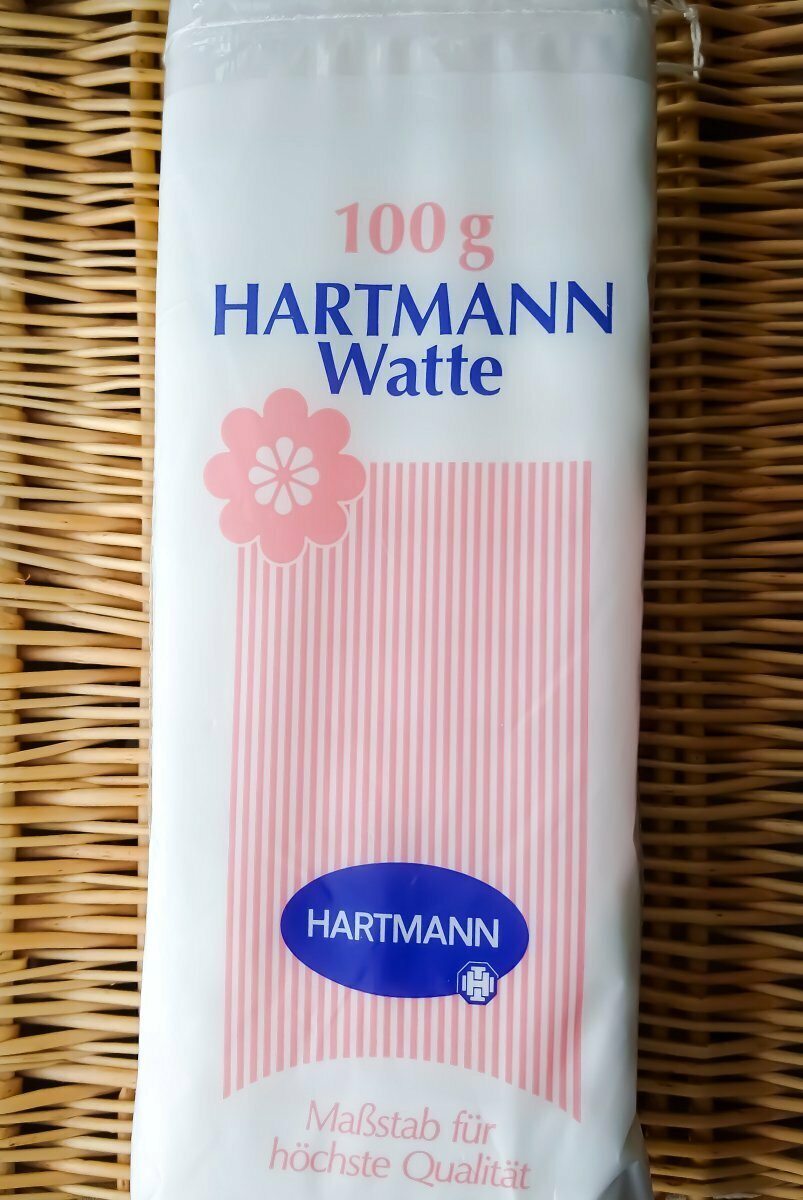 100 g
HARTMANN
Watte
HARTMANN
Maßstab für
höchste Qualität